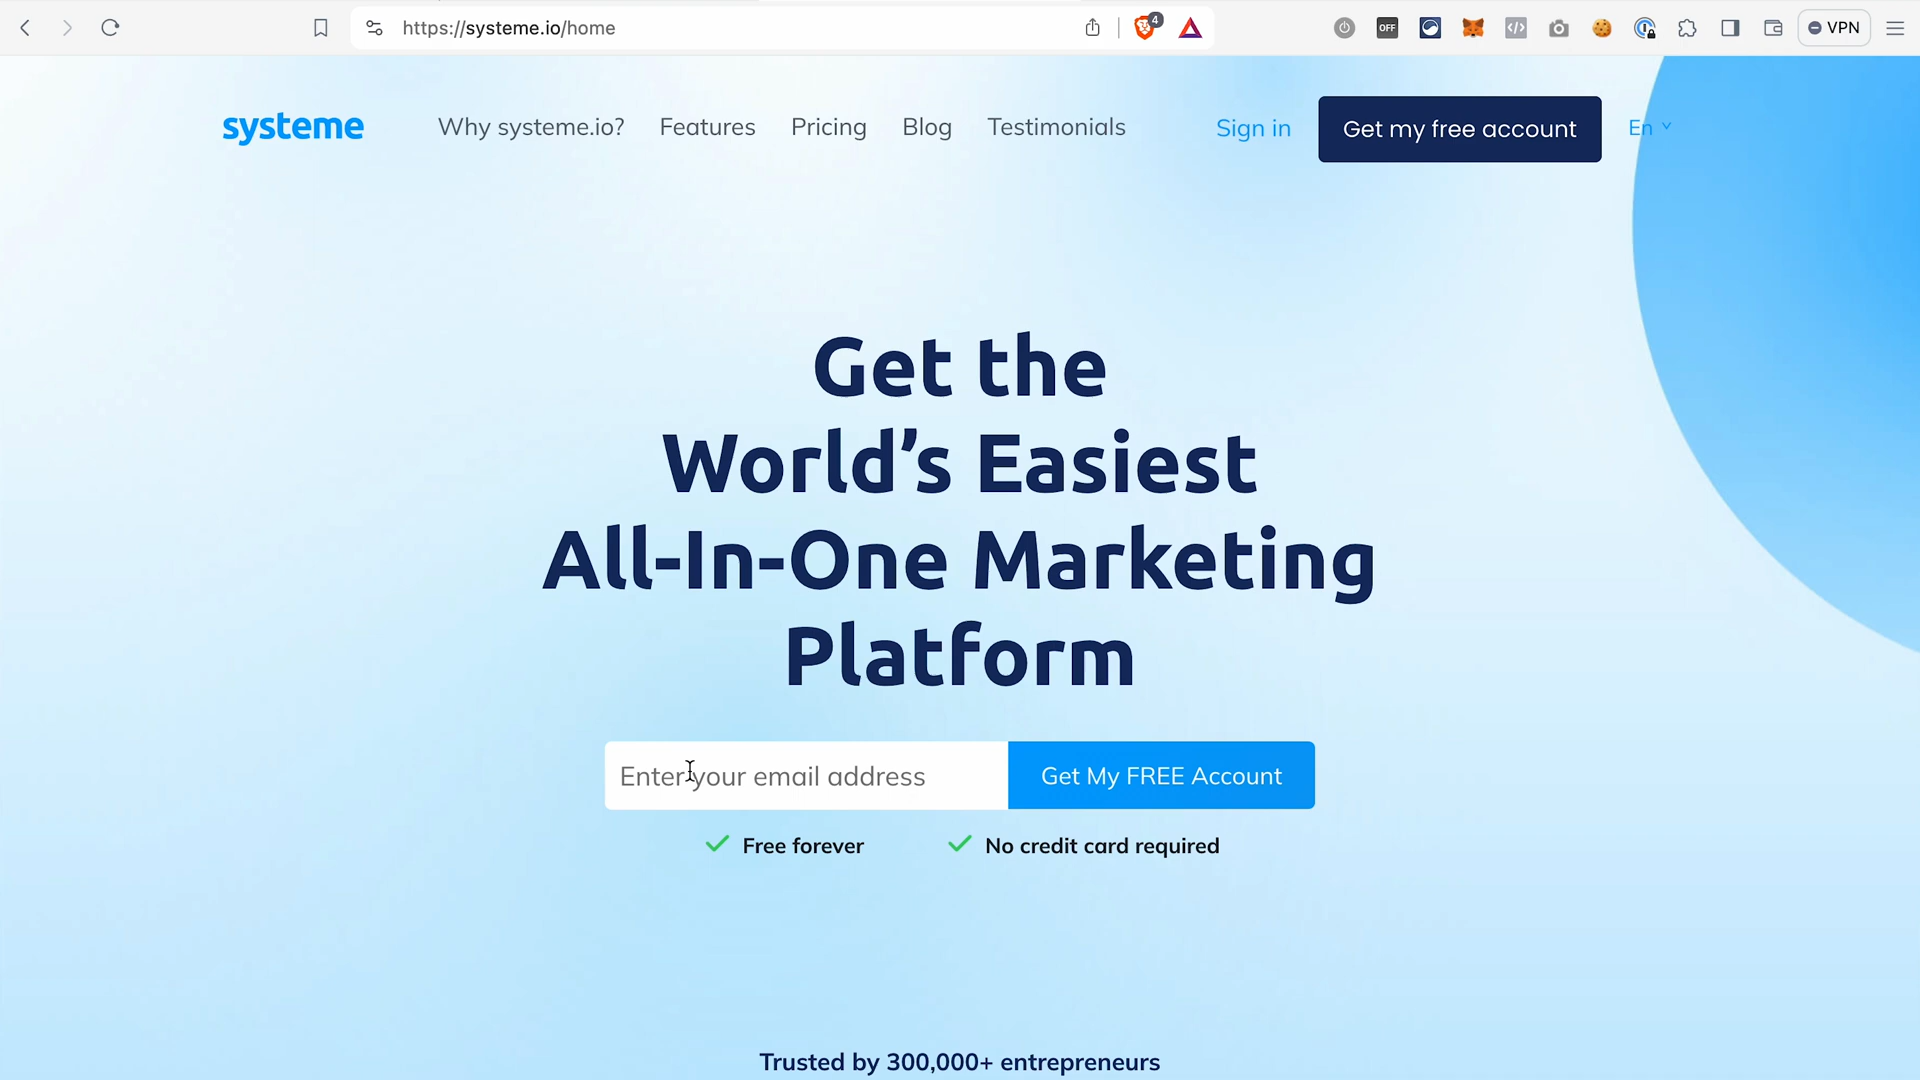 https://systeme.io/home
4
OFF
VPN
systeme
Why systeme.io?
Features
Pricing
Blog
Testimonials
Sign in
Get my free account
En
Get the
World’s Easiest
All-In-One Marketing
Platform
Enter your email address
Get My FREE Account
Free forever
No credit card required
Trusted by 300,000+ entrepreneurs